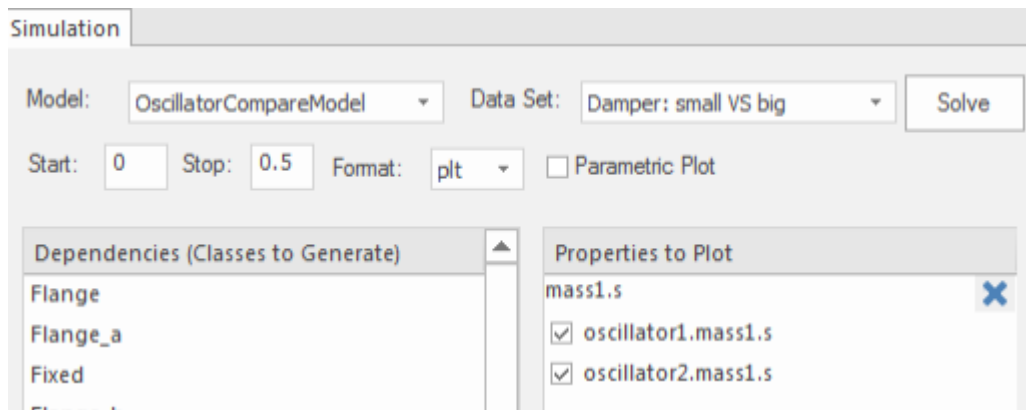 Simulation
Model: OscillatorCompareModel Data Set: Damper: small VS big Solve
Start: 0 Stop: 0.5 Format: plt Parametric Plot
Dependencies (Classes to Generate) Properties to Plot
Flange mass1.s
Flange_a oscillator1.mass1.s
Fixed oscillator2.mass1.s